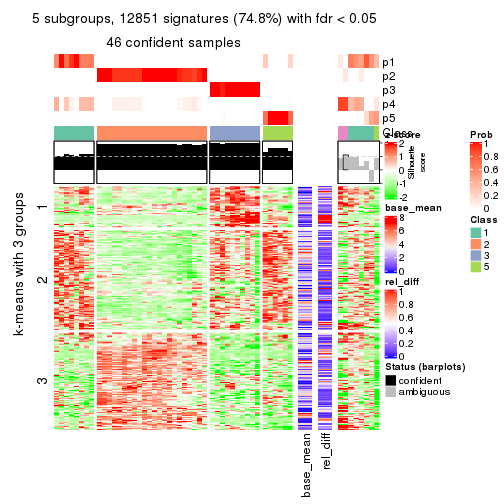 5 subgroups, 12851 signatures (74.8%) with fdr < 0.05
46 confident samples
p1
p2
p3
p4
p5
Class
Silhouette
score
k-means with 3 groups
1
2
3
base_mean
rel_diff
z-score
2
1
0
-1
-2
base_mean
8
6
4
2
0
rel_diff
1
0.8
0.6
0.4
0.2
0
Status (barplots)
confident
ambiguous
Prob
1
0.8
0.6
0.4
0.2
0
Class
1
2
3
5